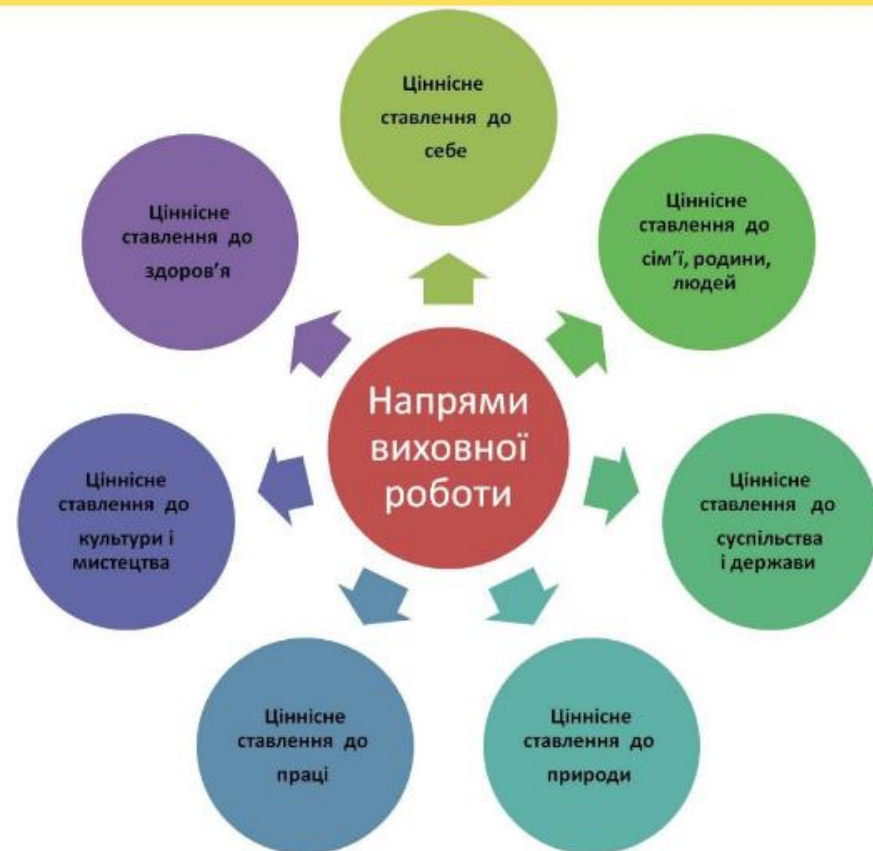 Ціннісне
ставлення до
себе
Ціннісне
ставлення до
сім’ї, родини,
людей
Ціннісне
ставлення до
суспільства
і держави
Ціннісне
ставлення до
природи
Ціннісне
ставлення до
праці
Ціннісне
ставлення до
культури і
мистецтва
Ціннісне
ставлення до
здоров’я
Напрями
виховної
роботи